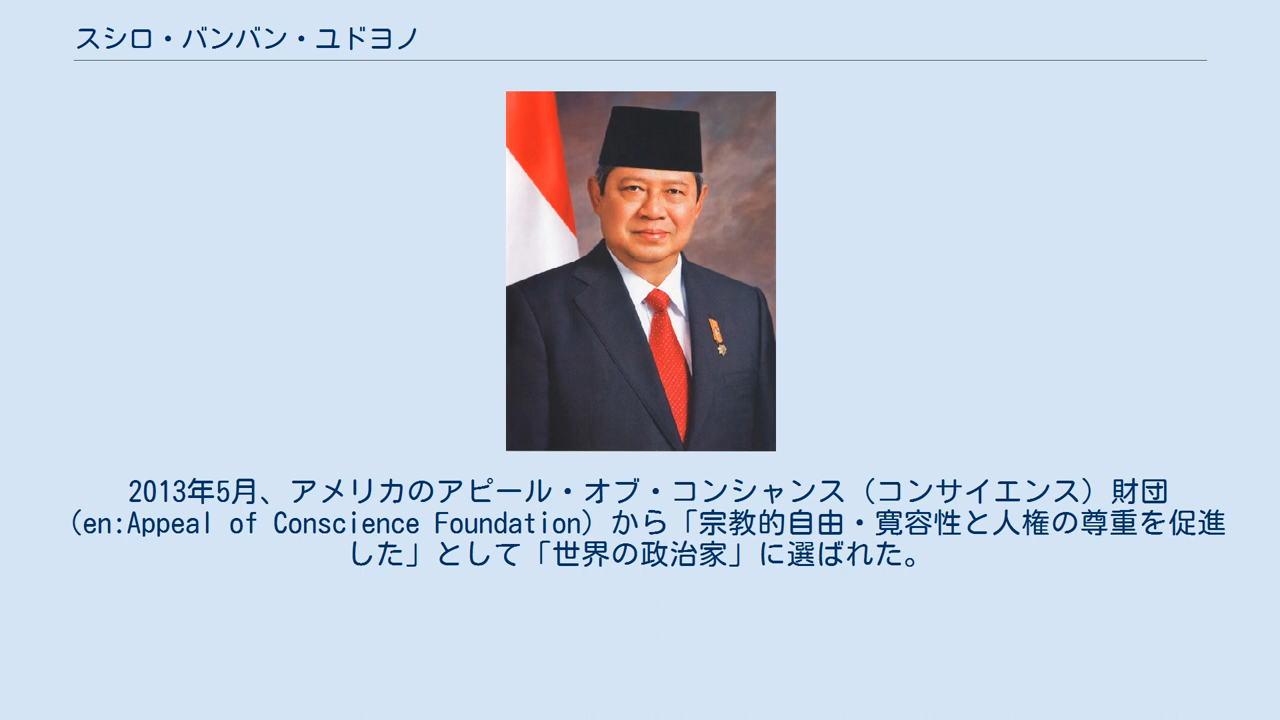 スシロ・バンバン・ユドヨノ
2013年5月、アメリカのアピール・オブ・コンシャンス（コンサイエンス）財団
(en:Appeal of Conscience Foundation) から「宗教的自由・寛容性と人権の尊重を促進
した」として「世界の政治家」に選ばれた。